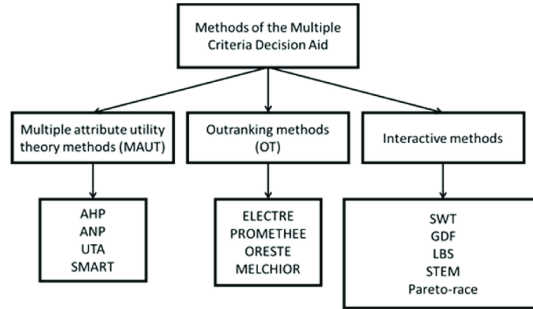 Methods of the Multiple
Criteria Decision Aid
Multiple attribute utility
theory methods (MAUT)
Outranking methods
(OT)
Interactive methods
AHP
ANP
UTA
SMART
ELECTRE
PROMETHEE
ORESTE
MELCHIOR
SWT
GDF
LBS
STEM
Pareto-race